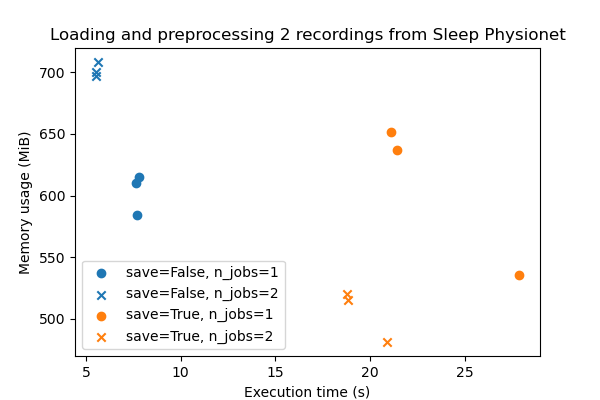 Loading and preprocessing 2 recordings from Sleep Physionet
Memory usage (MiB)
700
650
600
550
500
save=False, n_jobs=1
save=False, n_jobs=2
save=True, n_jobs=1
save=True, n_jobs=2
5
10
15
20
25
Execution time (s)